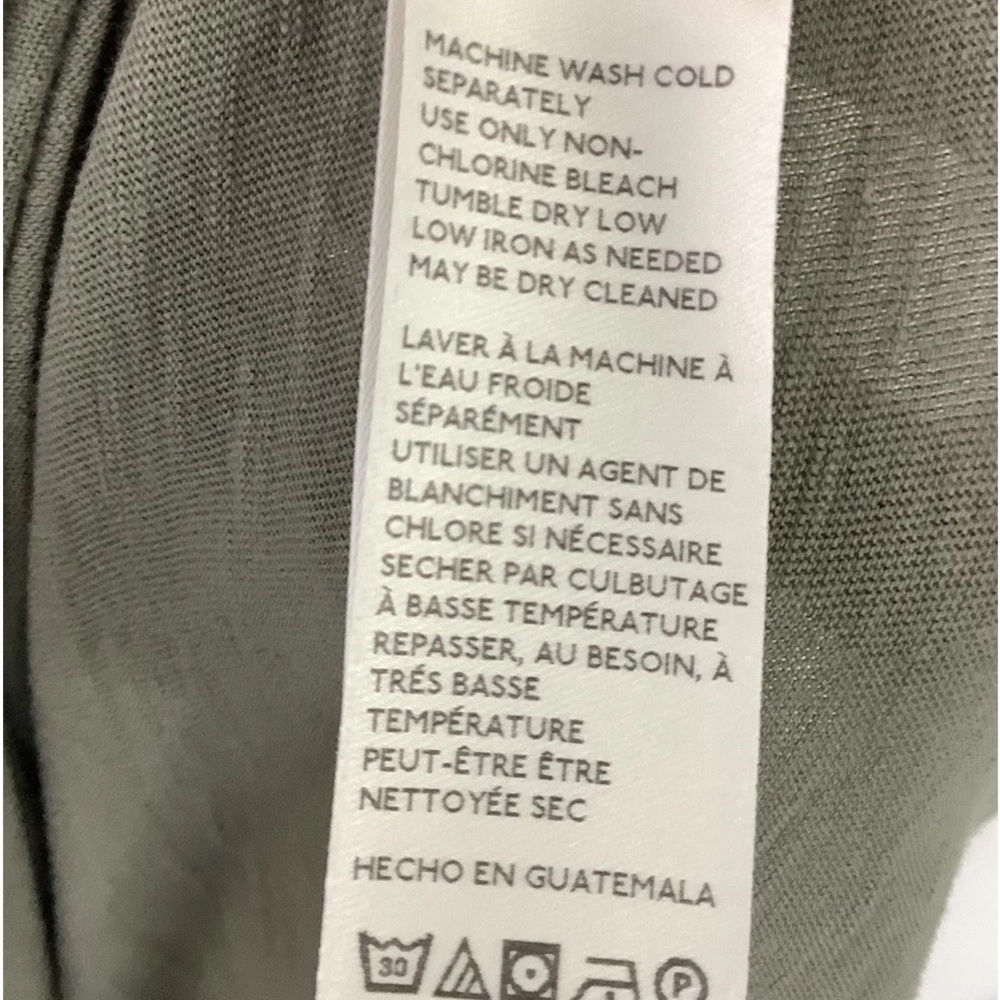 MACHINE WASH COLD
SEPARATELY
USE ONLY NON-
CHLORINE BLEACH
TUMBLE DRY LOW
LOW IRON AS NEEDED
MAY BE DRY CLEANED
LAVER À LA MACHINE À
L'EAU FROIDE
SÉPARÉMENT
UTILISER UN AGENT DE
BLANCHIMENT SANS
CHLORE SI NÉCESSAIRE
SECHER PAR CULBUTAGE
À BASSE TEMPÉRATURE
REPASSER, AU BESOIN, À
TRÉS BASSE
TEMPÉRATURE
PEUT-ÊTRE ÊTRE
NETTOYÉE SEC
HECHO EN GUATEMALA
30 P